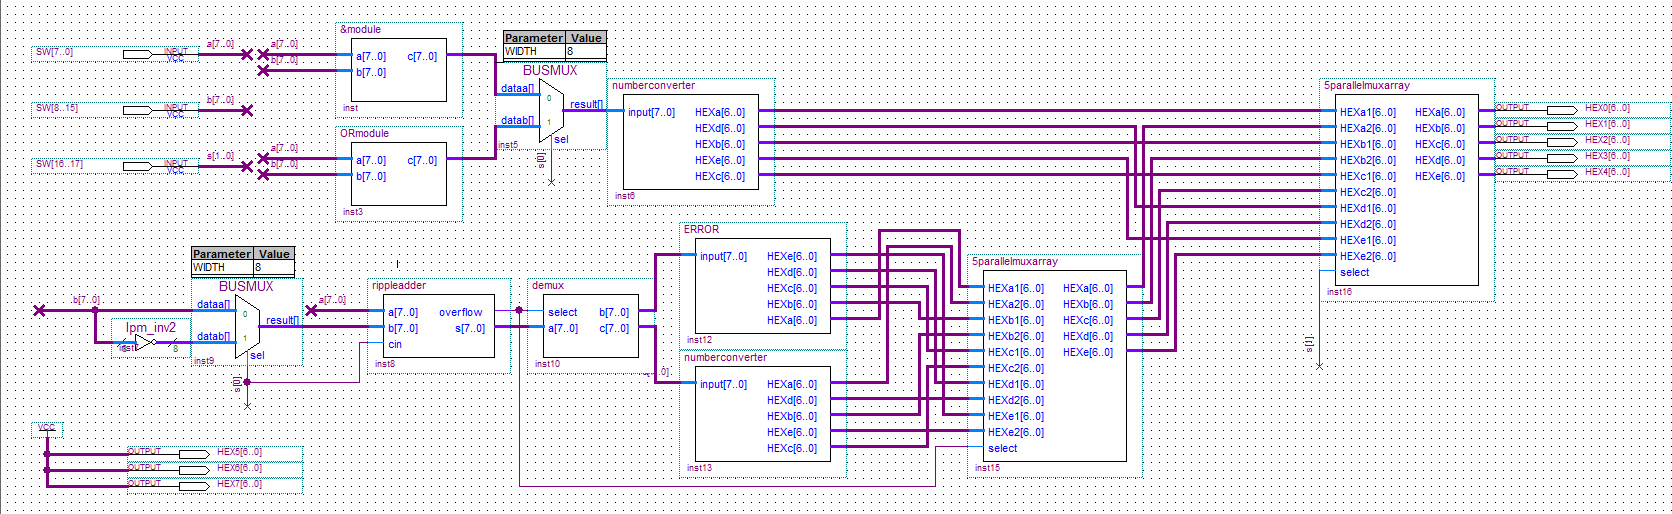 SW[7..0]
INPUT
VCC
a[7..0]
SW[8..15]
INPUT
VCC
b[7..0]
SW[16..17]
INPUT
VCC
s[1..0]
&module
a[7..0]
b[7..0]
a[7..0]
b[7..0]
c[7..0]
inst
ORmodule
a[7..0]
b[7..0]
a[7..0]
b[7..0]
c[7..0]
inst3
Parameter Value
WIDTH 8
BUSMUX
dataa[]
datab[]
0
1
result[]
sel
inst5
s[0]
numberconverter
input[7..0]
HEXa[6..0]
HEXd[6..0]
HEXb[6..0]
HEXe[6..0]
HEXc[6..0]
inst6
5parallelmuxarray
HEXa1[6..0]
HEXa2[6..0]
HEXb1[6..0]
HEXb2[6..0]
HEXc1[6..0]
HEXc2[6..0]
HEXd1[6..0]
HEXd2[6..0]
HEXe1[6..0]
HEXe2[6..0]
select
HEXa[6..0]
HEXb[6..0]
HEXc[6..0]
HEXd[6..0]
HEXe[6..0]
inst16
s[1]
OUTPUT HEX0[6..0]
OUTPUT HEX1[6..0]
OUTPUT HEX2[6..0]
OUTPUT HEX3[6..0]
OUTPUT HEX4[6..0]
Parameter Value
WIDTH 8
BUSMUX
b[7..0]
lpm_inv2
8
dataa[]
datab[]
0
1
result[]
sel
inst9
s[0]
a[7..0]
rippleadder
a[7..0]
b[7..0]
cin
overflow
s[7..0]
inst8
demux
select
a[7..0]
b[7..0]
c[7..0]
inst10
ERROR
input[7..0]
HEXe[6..0]
HEXd[6..0]
HEXc[6..0]
HEXb[6..0]
HEXa[6..0]
inst12
numberconverter
input[7..0]
HEXa[6..0]
HEXd[6..0]
HEXb[6..0]
HEXe[6..0]
HEXc[6..0]
inst13
5parallelmuxarray
HEXa1[6..0]
HEXa2[6..0]
HEXb1[6..0]
HEXb2[6..0]
HEXc1[6..0]
HEXc2[6..0]
HEXd1[6..0]
HEXd2[6..0]
HEXe1[6..0]
HEXe2[6..0]
select
HEXa[6..0]
HEXb[6..0]
HEXc[6..0]
HEXd[6..0]
HEXe[6..0]
inst15
VCC
OUTPUT HEX5[6..0]
OUTPUT HEX6[6..0]
OUTPUT HEX7[6..0]